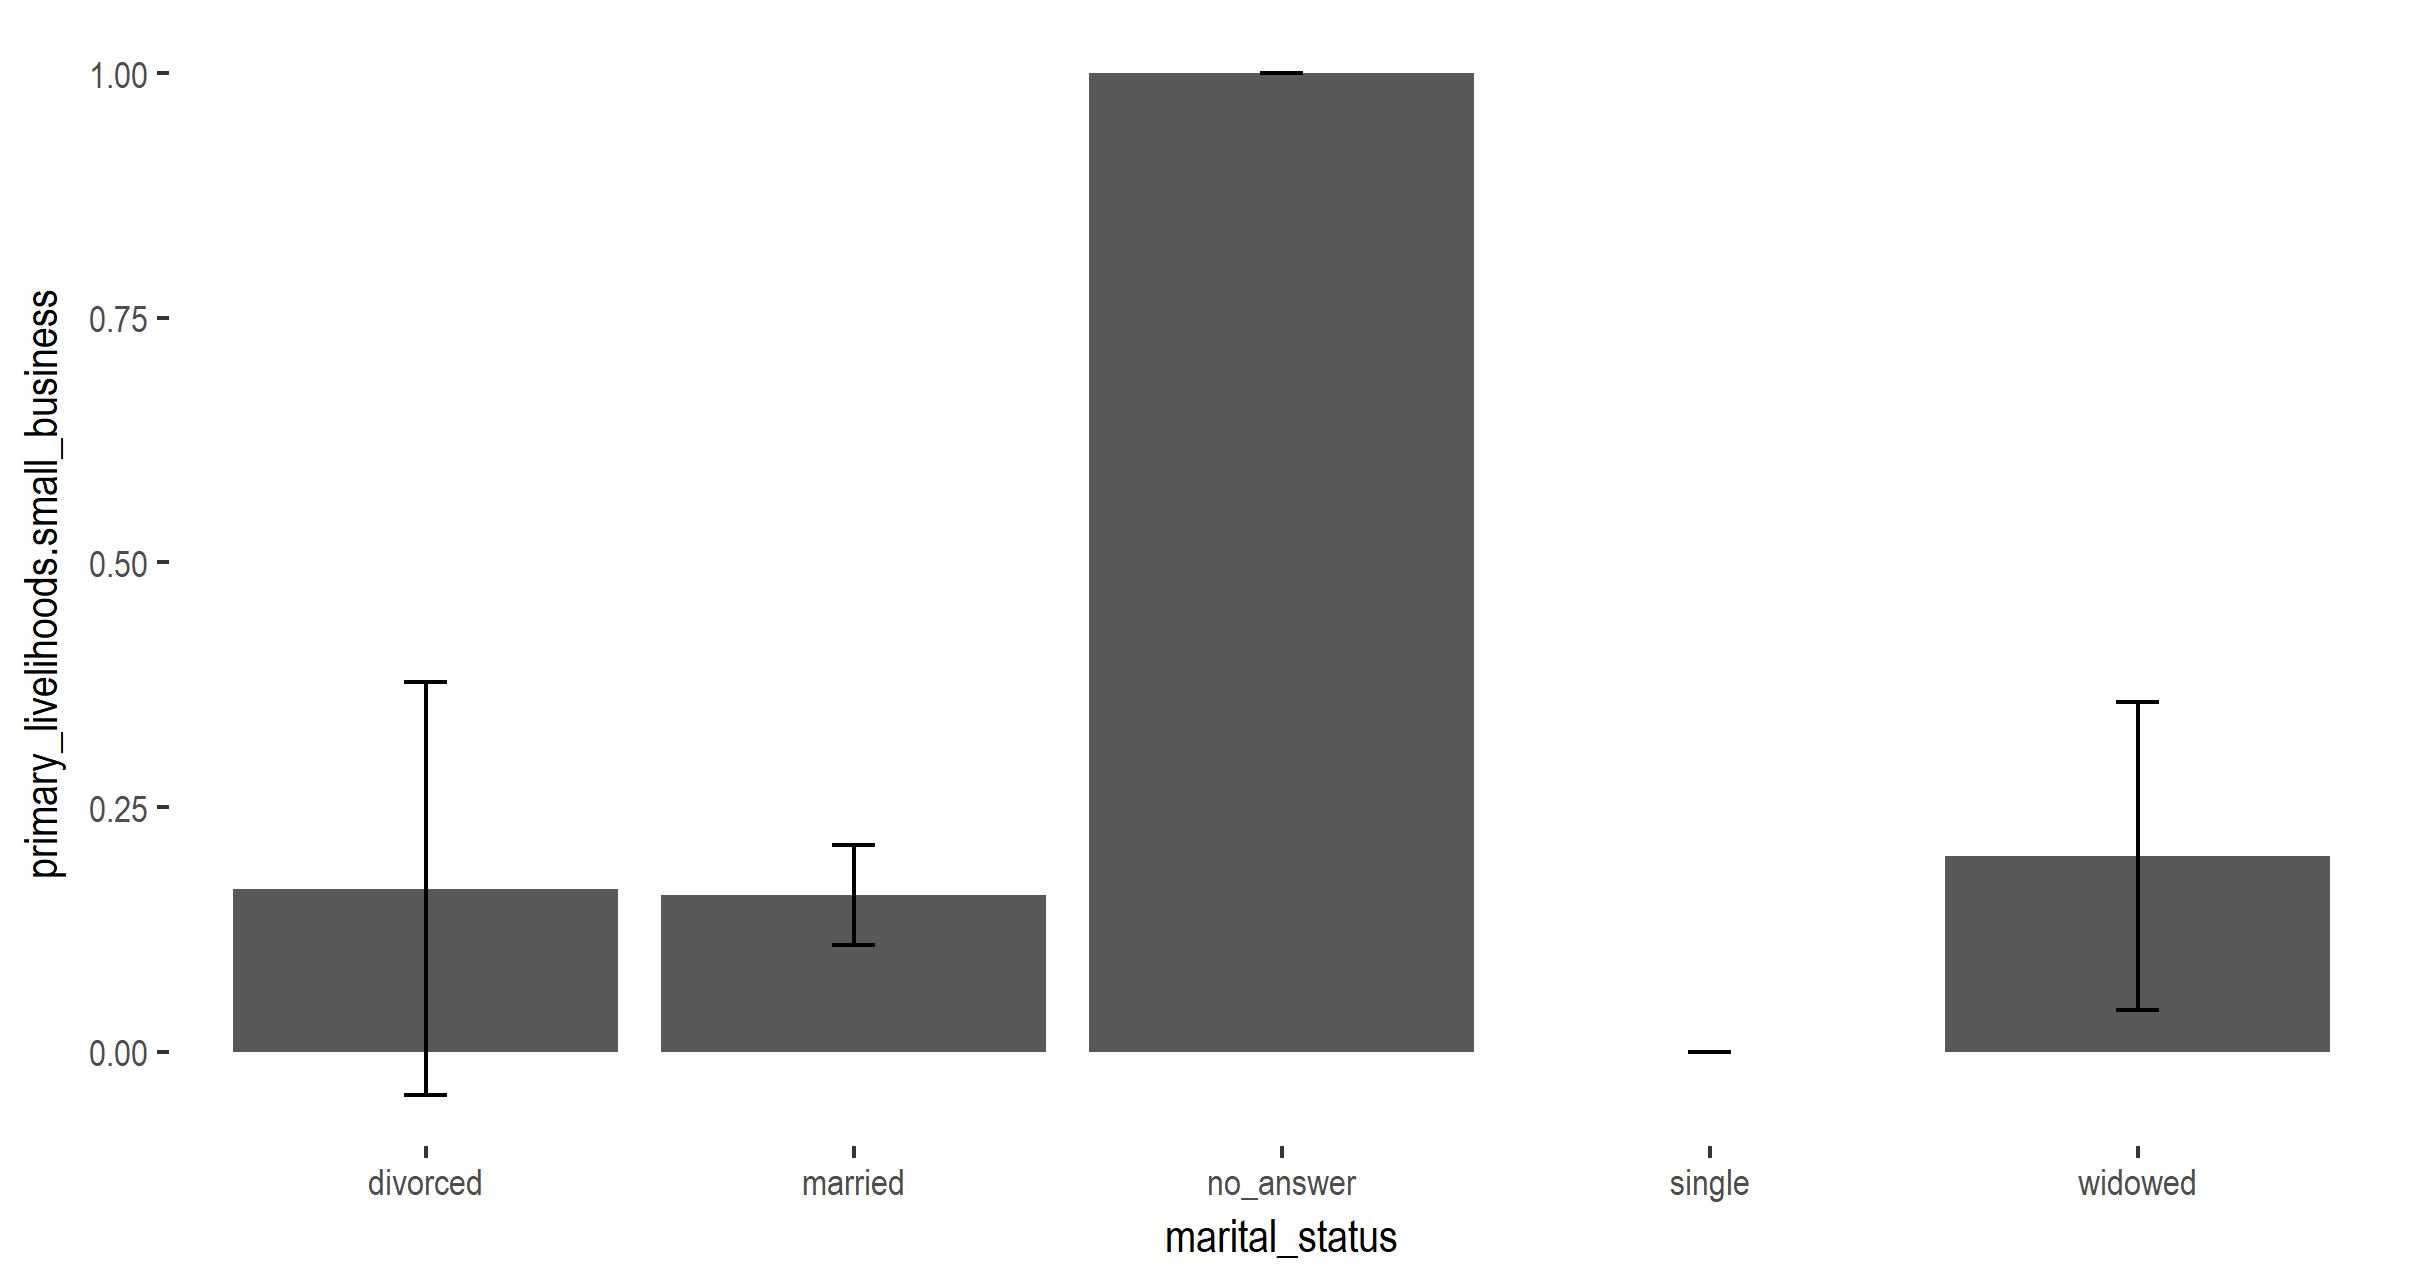 1.00
0.75
0.50
0.25
0.00
primary_livelihoods.small_business
divorced married no_answer single widowed
marital_status